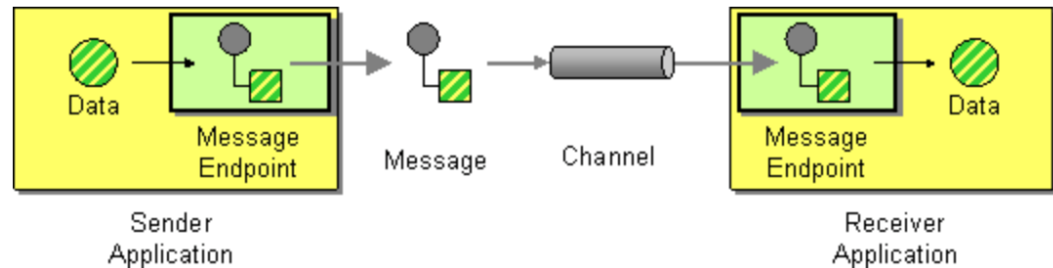 Data
Message
Endpoint
Message
Channel
Message
Endpoint
Data
Sender
Application
Receiver
Application